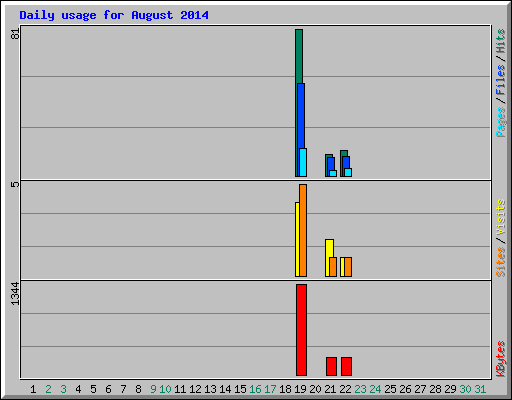 Daily usage for August 2014
81
Pages / Files / Hits
5
Sites / Visits
1344
KBytes
1 2 3 4 5 6 7 8 9 10 11 12 13 14 15 16 17 18 19 20 21 22 23 24 25 26 27 28 29 30 31